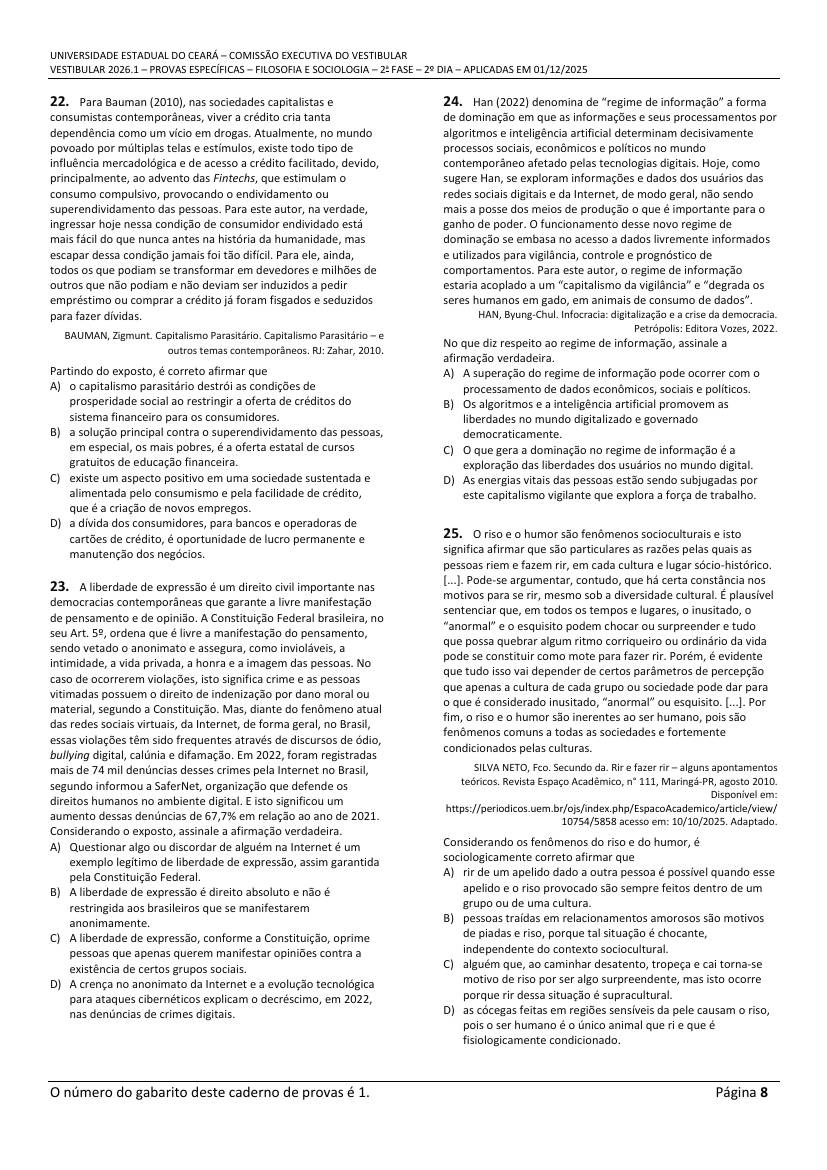 UNIVERSIDADE ESTADUAL DO CEARÁ – COMISSÃO EXECUTIVA DO VESTIBULAR
VESTIBULAR 2026.1 – PROVAS ESPECÍFICAS – FILOSOFIA E SOCIOLOGIA – 2ª FASE – 2º DIA – APLICADAS EM 01/12/2025
22. Para Bauman (2010), nas sociedades capitalistas e
consumistas contemporâneas, viver a crédito cria tanta
dependência como um vício em drogas. Atualmente, no mundo
povoado por múltiplas telas e estímulos, existe todo tipo de
influência mercadológica e de acesso a crédito facilitado, devido,
principalmente, ao advento das Fintechs, que estimulam o
consumo compulsivo, provocando o endividamento ou
superendividamento das pessoas. Para este autor, na verdade,
ingressar hoje nessa condição de consumidor endividado está
mais fácil do que nunca antes na história da humanidade, mas
escapar dessa condição jamais foi tão difícil. Para ele, ainda,
todos os que podiam se transformar em devedores e milhões de
outros que não podiam e não deviam ser induzidos a pedir
empréstimo ou comprar a crédito já foram fisgados e seduzidos
para fazer dívidas.
BAUMAN, Zigmunt. Capitalismo Parasitário. Capitalismo Parasitário – e
outros temas contemporâneos. RJ: Zahar, 2010.
Partindo do exposto, é correto afirmar que
A) o capitalismo parasitário destrói as condições de
prosperidade social ao restringir a oferta de créditos do
sistema financeiro para os consumidores.
B) a solução principal contra o superendividamento das pessoas,
em especial, os mais pobres, é a oferta estatal de cursos
gratuitos de educação financeira.
C) existe um aspecto positivo em uma sociedade sustentada e
alimentada pelo consumismo e pela facilidade de crédito,
que é a criação de novos empregos.
D) a dívida dos consumidores, para bancos e operadoras de
cartões de crédito, é oportunidade de lucro permanente e
manutenção dos negócios.
23. A liberdade de expressão é um direito civil importante nas
democracias contemporâneas que garante a livre manifestação
de pensamento e de opinião. A Constituição Federal brasileira, no
seu Art. 5º, ordena que é livre a manifestação do pensamento,
sendo vetado o anonimato e assegura, como invioláveis, a
intimidade, a vida privada, a honra e a imagem das pessoas. No
caso de ocorrerem violações, isto significa crime e as pessoas
vitimadas possuem o direito de indenização por dano moral ou
material, segundo a Constituição. Mas, diante do fenômeno atual
das redes sociais virtuais, da Internet, de forma geral, no Brasil,
essas violações têm sido frequentes através de discursos de ódio,
bullying digital, calúnia e difamação. Em 2022, foram registradas
mais de 74 mil denúncias desses crimes pela Internet no Brasil,
segundo informou a SaferNet, organização que defende os
direitos humanos no ambiente digital. E isto significou um
aumento dessas denúncias de 67,7% em relação ao ano de 2021.
Considerando o exposto, assinale a afirmação verdadeira.
A) Questionar algo ou discordar de alguém na Internet é um
exemplo legítimo de liberdade de expressão, assim garantida
pela Constituição Federal.
B) A liberdade de expressão é direito absoluto e não é
restringida aos brasileiros que se manifestarem
anonimamente.
C) A liberdade de expressão, conforme a Constituição, oprime
pessoas que apenas querem manifestar opiniões contra a
existência de certos grupos sociais.
D) A crença no anonimato da Internet e a evolução tecnológica
para ataques cibernéticos explicam o decréscimo, em 2022,
nas denúncias de crimes digitais.
24. Han (2022) denomina de “regime de informação” a forma
de dominação em que as informações e seus processamentos por
algoritmos e inteligência artificial determinam decisivamente
processos sociais, econômicos e políticos no mundo
contemporâneo afetado pelas tecnologias digitais. Hoje, como
sugere Han, se exploram informações e dados dos usuários das
redes sociais digitais e da Internet, de modo geral, não sendo
mais a posse dos meios de produção o que é importante para o
ganho de poder. O funcionamento desse novo regime de
dominação se embasa no acesso a dados livremente informados
e utilizados para vigilância, controle e prognóstico de
comportamentos. Para este autor, o regime de informação
estaria acoplado a um “capitalismo da vigilância” e “degrada os
seres humanos em gado, em animais de consumo de dados”.
HAN, Byung-Chul. Infocracia: digitalização e a crise da democracia.
Petrópolis: Editora Vozes, 2022.
No que diz respeito ao regime de informação, assinale a
afirmação verdadeira.
A) A superação do regime de informação pode ocorrer com o
processamento de dados econômicos, sociais e políticos.
B) Os algoritmos e a inteligência artificial promovem as
liberdades no mundo digitalizado e governado
democraticamente.
C) O que gera a dominação no regime de informação é a
exploração das liberdades dos usuários no mundo digital.
D) As energias vitais das pessoas estão sendo subjugadas por
este capitalismo vigilante que explora a força de trabalho.
25. O riso e o humor são fenômenos socioculturais e isto
significa afirmar que são particulares as razões pelas quais as
pessoas riem e fazem rir, em cada cultura e lugar sócio-histórico.
[...]. Pode-se argumentar, contudo, que há certa constância nos
motivos para se rir, mesmo sob a diversidade cultural. É plausível
sentenciar que, em todos os tempos e lugares, o inusitado, o
“anormal” e o esquisito podem chocar ou surpreender e tudo
que possa quebrar algum ritmo corriqueiro ou ordinário da vida
pode se constituir como mote para fazer rir. Porém, é evidente
que tudo isso vai depender de certos parâmetros de percepção
que apenas a cultura de cada grupo ou sociedade pode dar para
o que é considerado inusitado, “anormal” ou esquisito. [...]. Por
fim, o riso e o humor são inerentes ao ser humano, pois são
fenômenos comuns a todas as sociedades e fortemente
condicionados pelas culturas.
SILVA NETO, Fco. Secundo da. Rir e fazer rir – alguns apontamentos
teóricos. Revista Espaço Acadêmico, n° 111, Maringá-PR, agosto 2010.
Disponível em:
https://periodicos.uem.br/ojs/index.php/EspacoAcademico/article/view/
10754/5858 acesso em: 10/10/2025. Adaptado.
Considerando os fenômenos do riso e do humor, é
sociologicamente correto afirmar que
A) rir de um apelido dado a outra pessoa é possível quando esse
apelido e o riso provocado são sempre feitos dentro de um
grupo ou de uma cultura.
B) pessoas traídas em relacionamentos amorosos são motivos
de piadas e riso, porque tal situação é chocante,
independente do contexto sociocultural.
C) alguém que, ao caminhar desatento, tropeça e cai torna-se
motivo de riso por ser algo surpreendente, mas isto ocorre
porque rir dessa situação é supracultural.
D) as cócegas feitas em regiões sensíveis da pele causam o riso,
pois o ser humano é o único animal que ri e que é
fisiologicamente condicionado.
O número do gabarito deste caderno de provas é 1.
Página 8